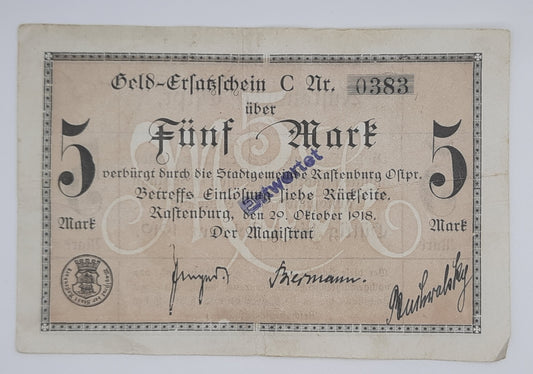 Geld-Ersatzschein C Nr. 0383
über
5 Fünf Mark 5
verbürgt durch die Stadtgemeinde Rastenburg Ostpr.
Betreffs Einlösung siehe Rückseite.
Mark Rastenburg, den 29. Oktober 1918. Mark
Der Magistrat
Entwertet
Biermann.